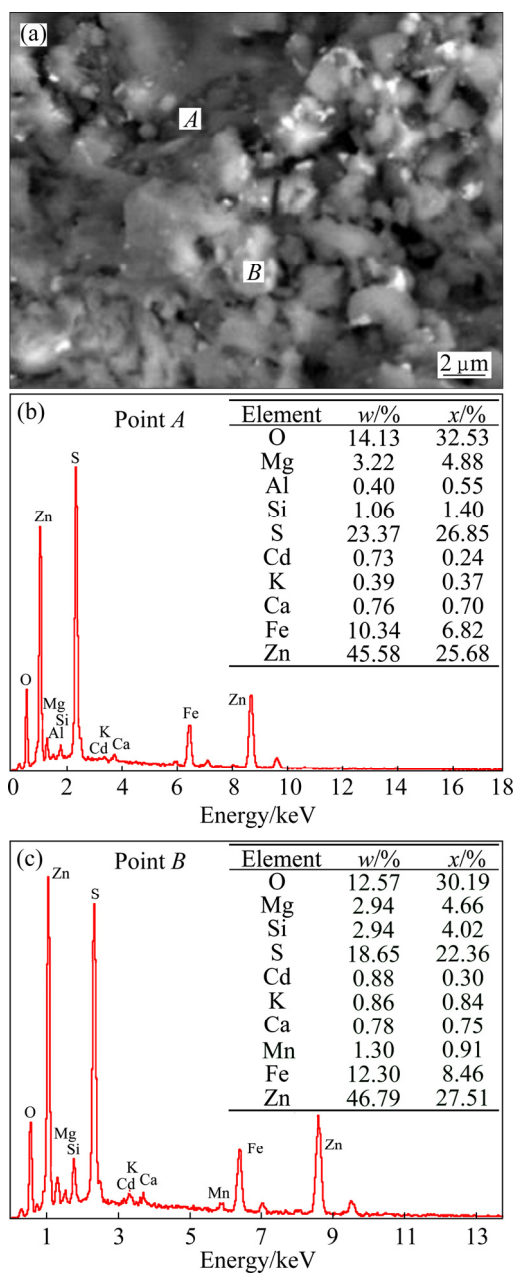 (a)
A
B
2 μm
(b)
Point A
Element w/% x/%
O 14.13 32.53
Mg 3.22 4.88
Al 0.40 0.55
Si 1.06 1.40
S 23.37 26.85
Cd 0.73 0.24
K 0.39 0.37
Ca 0.76 0.70
Fe 10.34 6.82
Zn 45.58 25.68
S
Zn
O
Mg
Si
Al
K
Cd
Ca
Fe
Zn
0 2 4 6 8 10 12 14 16 18
Energy/keV
(c)
Point B
Element w/% x/%
O 12.57 30.19
Mg 2.94 4.66
Si 2.94 4.02
S 18.65 22.36
Cd 0.88 0.30
K 0.86 0.84
Ca 0.78 0.75
Mn 1.30 0.91
Fe 12.30 8.46
Zn 46.79 27.51
Zn
S
O
Mg
Si
K
Cd
Ca
Mn
Fe
Zn
1 3 5 7 9 11 13
Energy/keV